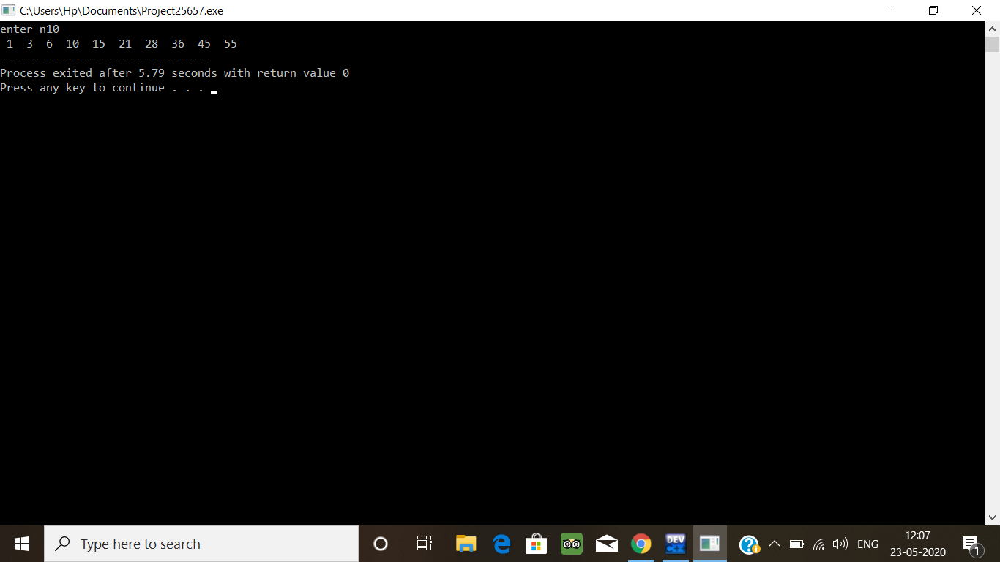 C:\Users\Hp\Documents\Project25657.exe
enter n10
 1  3  6  10  15  21  28  36  45  55
--------------------------------
Process exited after 5.79 seconds with return value 0
Press any key to continue . . .
Type here to search
DEV
C++
ENG
12:07
23-05-2020
1